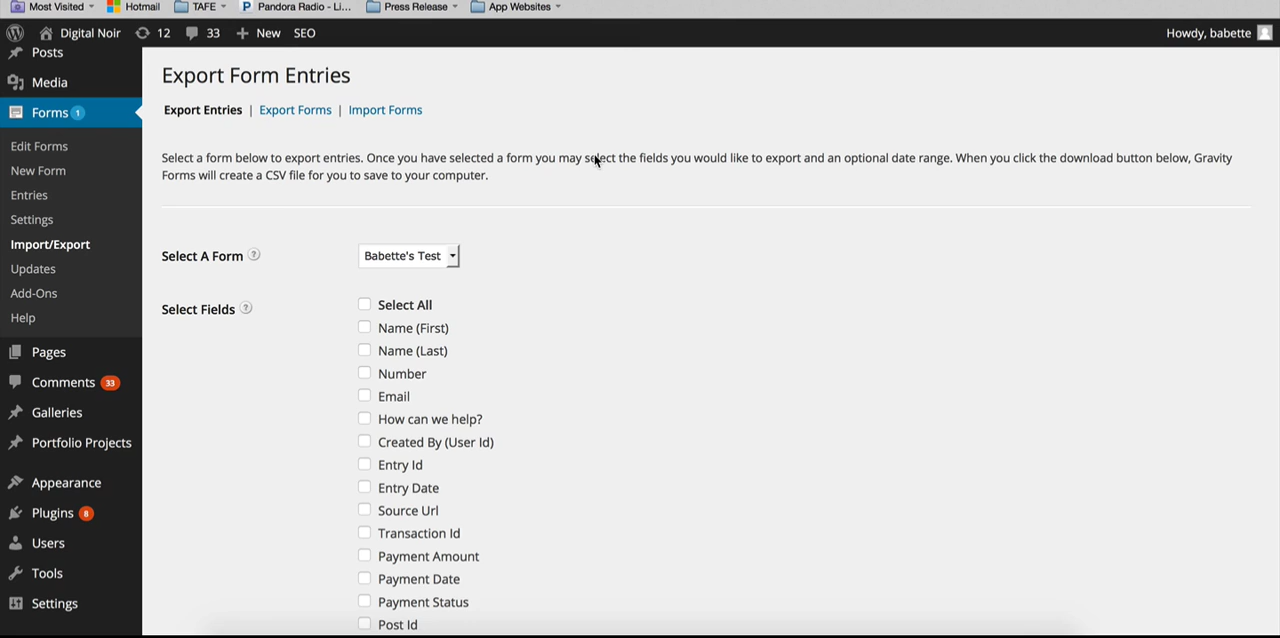 Most Visited Hotmail TAFE Pandora Radio - Li... Press Release App Websites
Digital Noir 12 33 New SEO Howdy, babette
Posts
Media
Forms 1
Edit Forms
New Form
Entries
Settings
Import/Export
Updates
Add-Ons
Help
Pages
Comments 33
Galleries
Portfolio Projects
Appearance
Plugins 8
Users
Tools
Settings
Export Form Entries
Export Entries | Export Forms | Import Forms
Select a form below to export entries. Once you have selected a form you may select the fields you would like to export and an optional date range. When you click the download button below, Gravity
Forms will create a CSV file for you to save to your computer.
Select A Form ? Babette's Test
Select Fields ? Select All
Name (First)
Name (Last)
Number
Email
How can we help?
Created By (User Id)
Entry Id
Entry Date
Source Url
Transaction Id
Payment Amount
Payment Date
Payment Status
Post Id